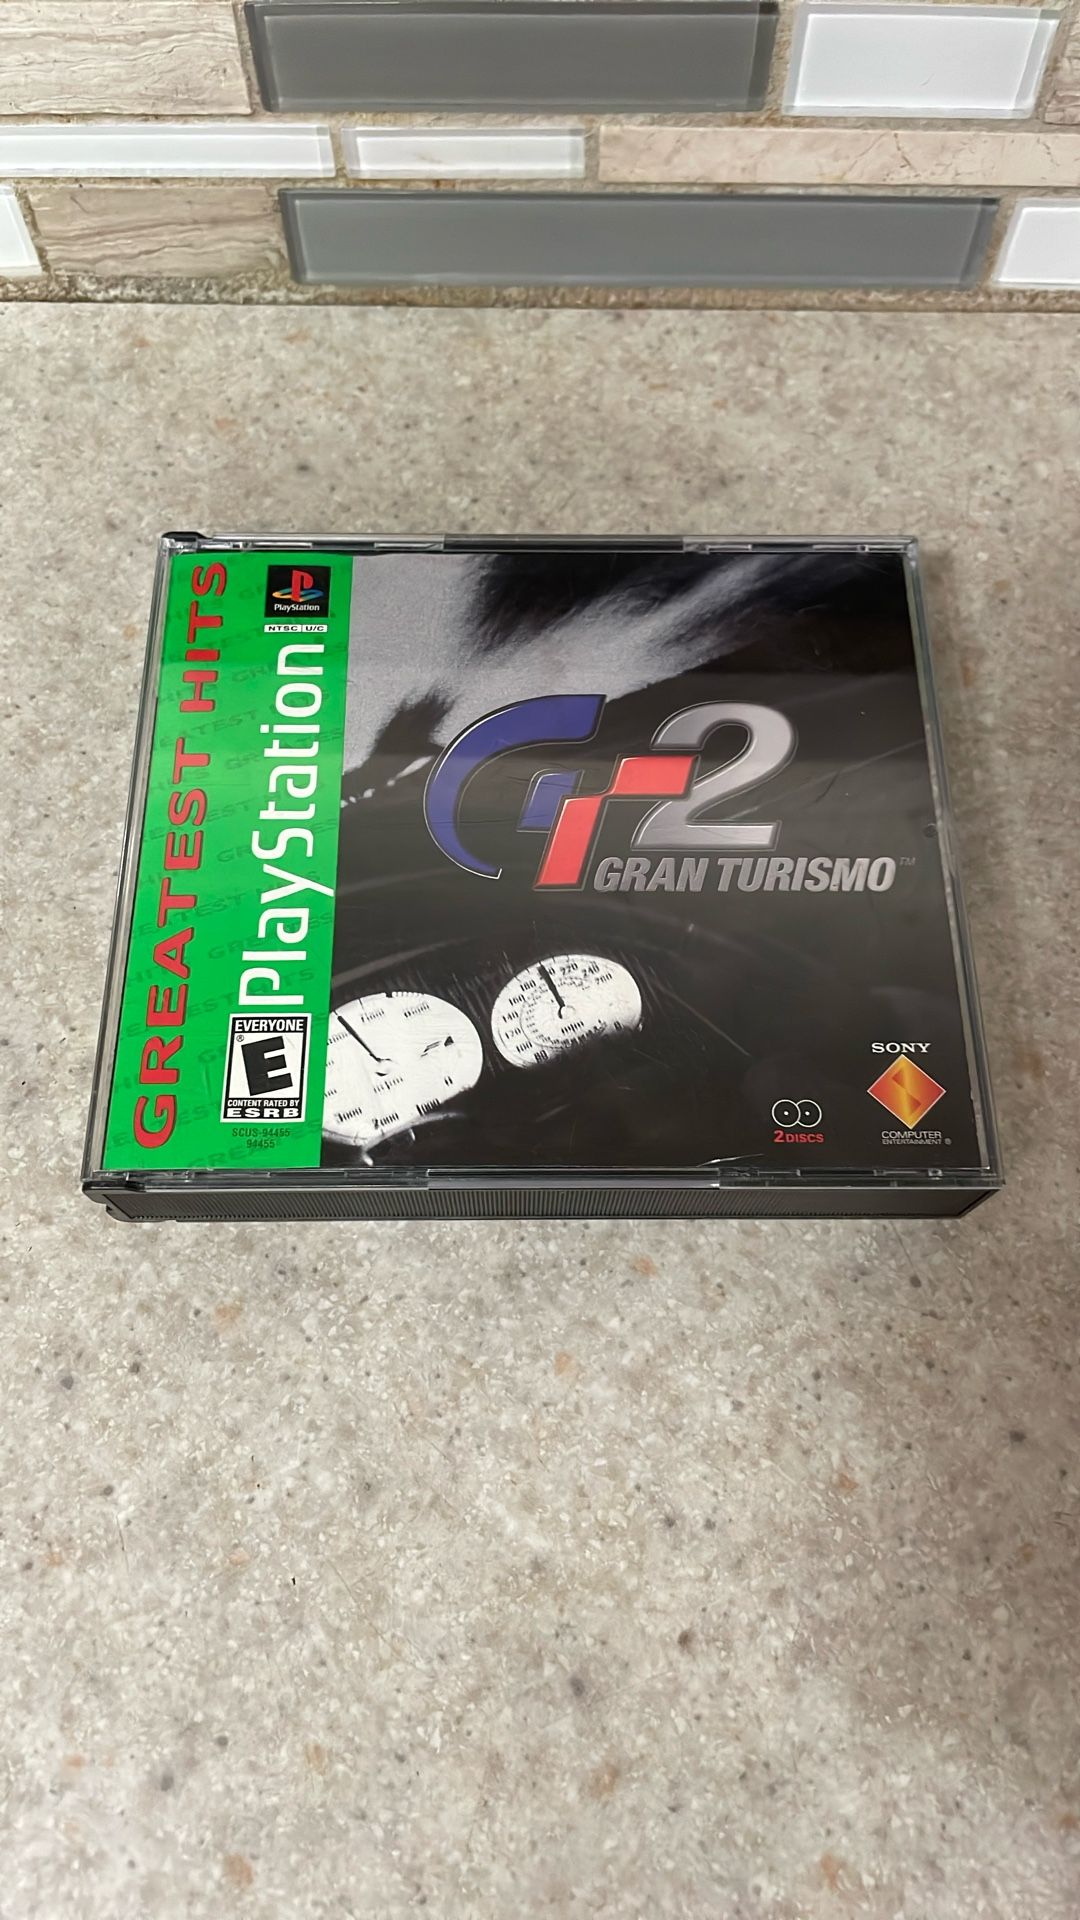 GREATEST HITS
PlayStation
NTSC U/C
PlayStation
EVERYONE
E
CONTENT RATED BY
ESRB
SCUS-94455
94455
GT2
GRAN TURISMO™
2 DISCS
SONY
COMPUTER
ENTERTAINMENT ®